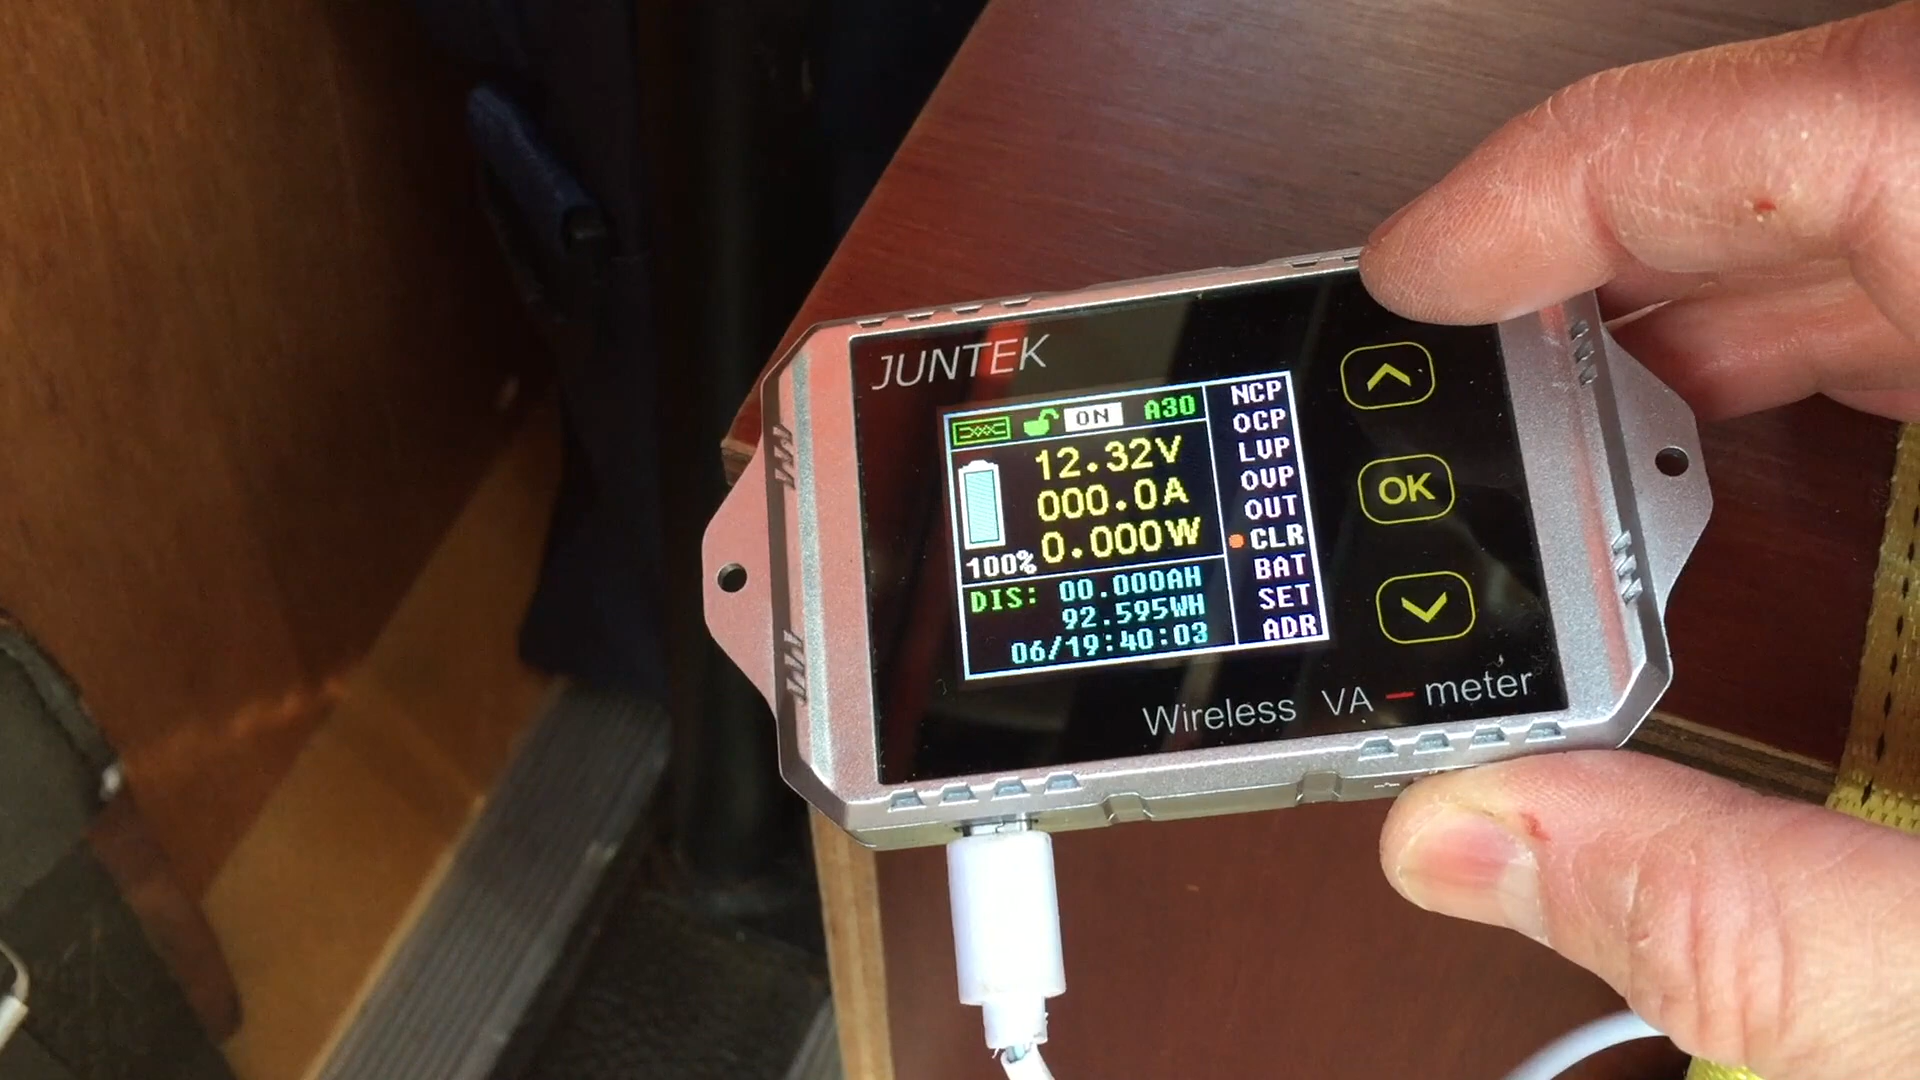 JUNTEK
ON A30
12.32V
000.0A
0.000W
100%
DIS: 00.000AH
92.595WH
06/19:40:03
NCP
OCP
LVP
OVP
OUT
CLR
BAT
SET
ADR
OK
Wireless VA - meter